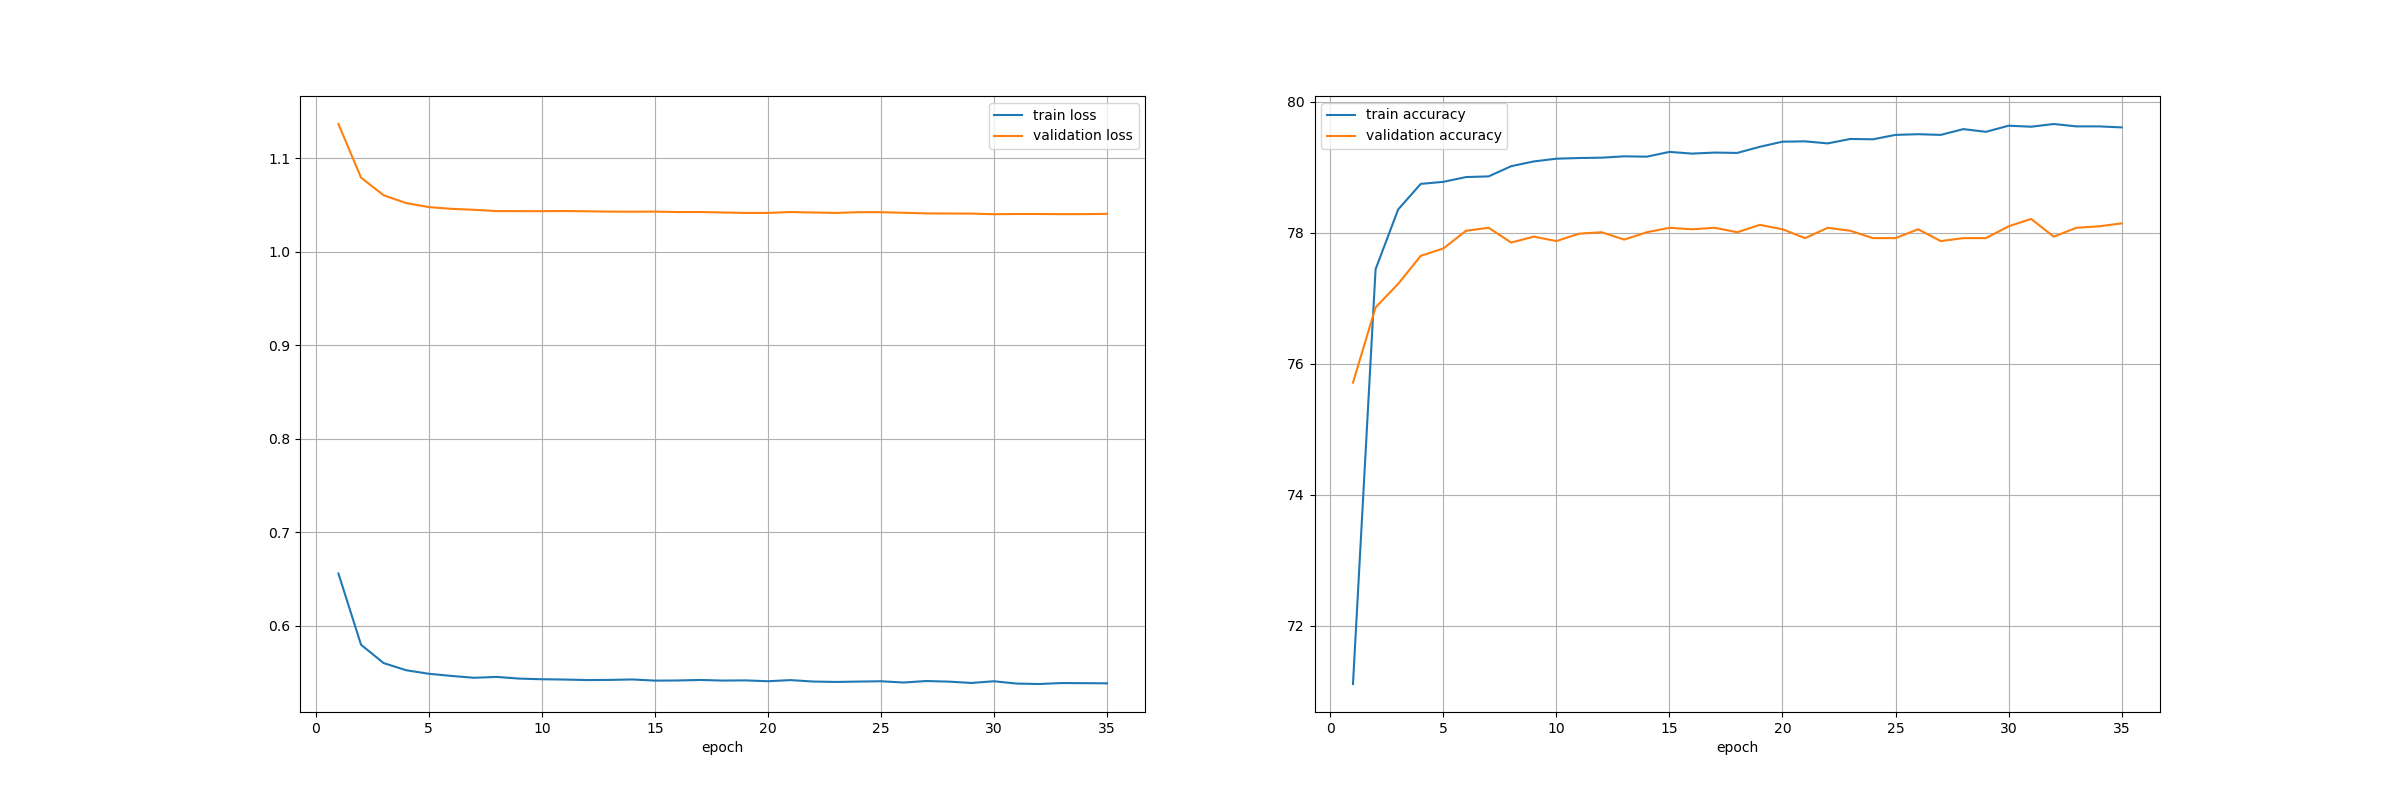 train loss
validation loss
1.1
1.0
0.9
0.8
0.7
0.6
0 5 10 15 20 25 30 35
epoch
train accuracy
validation accuracy
80
78
76
74
72
0 5 10 15 20 25 30 35
epoch